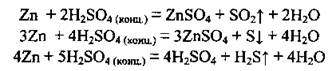 Zn + 2H₂SO₄ (конц.) = ZnSO₄ + SO₂↑ + 2H₂O
3Zn + 4H₂SO₄ (конц.) = 3ZnSO₄ + S↓ + 4H₂O
4Zn + 5H₂SO₄ (конц.) = 4H₂SO₄ + H₂S↑ + 4H₂O